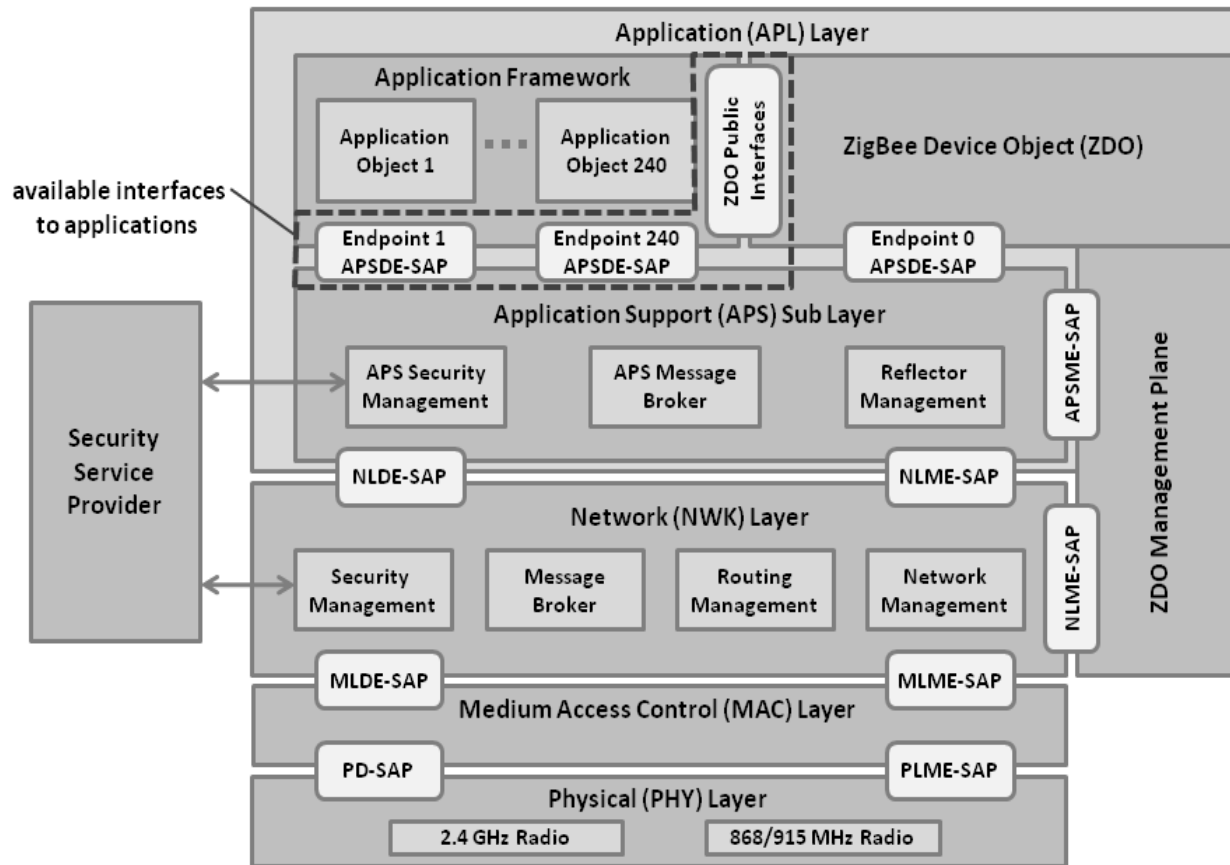 Application (APL) Layer
Application Framework
Application
Object 1
Application
Object 240
ZDO Public
Interfaces
ZigBee Device Object (ZDO)
available interfaces
to applications
Endpoint 1
APSDE-SAP
Endpoint 240
APSDE-SAP
Endpoint 0
APSDE-SAP
Application Support (APS) Sub Layer
APS Security
Management
APS Message
Broker
Reflector
Management
APSME-SAP
Security
Service
Provider
ZDO Management Plane
NLDE-SAP
NLME-SAP
Network (NWK) Layer
Security
Management
Message
Broker
Routing
Management
Network
Management
NLME-SAP
MLDE-SAP
MLME-SAP
Medium Access Control (MAC) Layer
PD-SAP
PLME-SAP
Physical (PHY) Layer
2.4 GHz Radio
868/915 MHz Radio